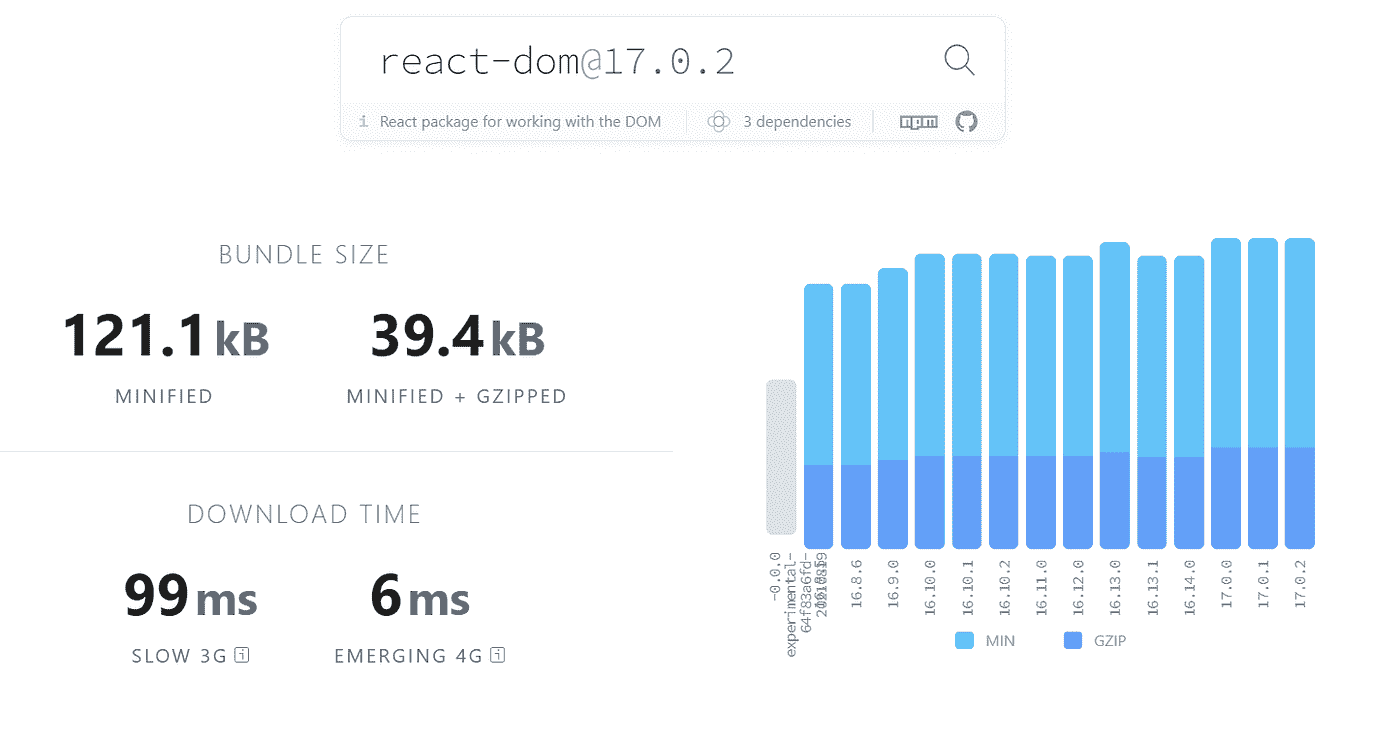 react-dom@17.0.2
React package for working with the DOM
3 dependencies
npm
BUNDLE SIZE
121.1 kB
39.4 kB
MINIFIED
MINIFIED + GZIPPED
DOWNLOAD TIME
99 ms
6 ms
SLOW 3G
EMERGING 4G
-0.0.0
experimental-
64f83a6fd-
16.8.6
16.9.0
16.10.0
16.10.1
16.10.2
16.11.0
16.12.0
16.13.0
16.13.1
16.14.0
17.0.0
17.0.1
17.0.2
MIN
GZIP